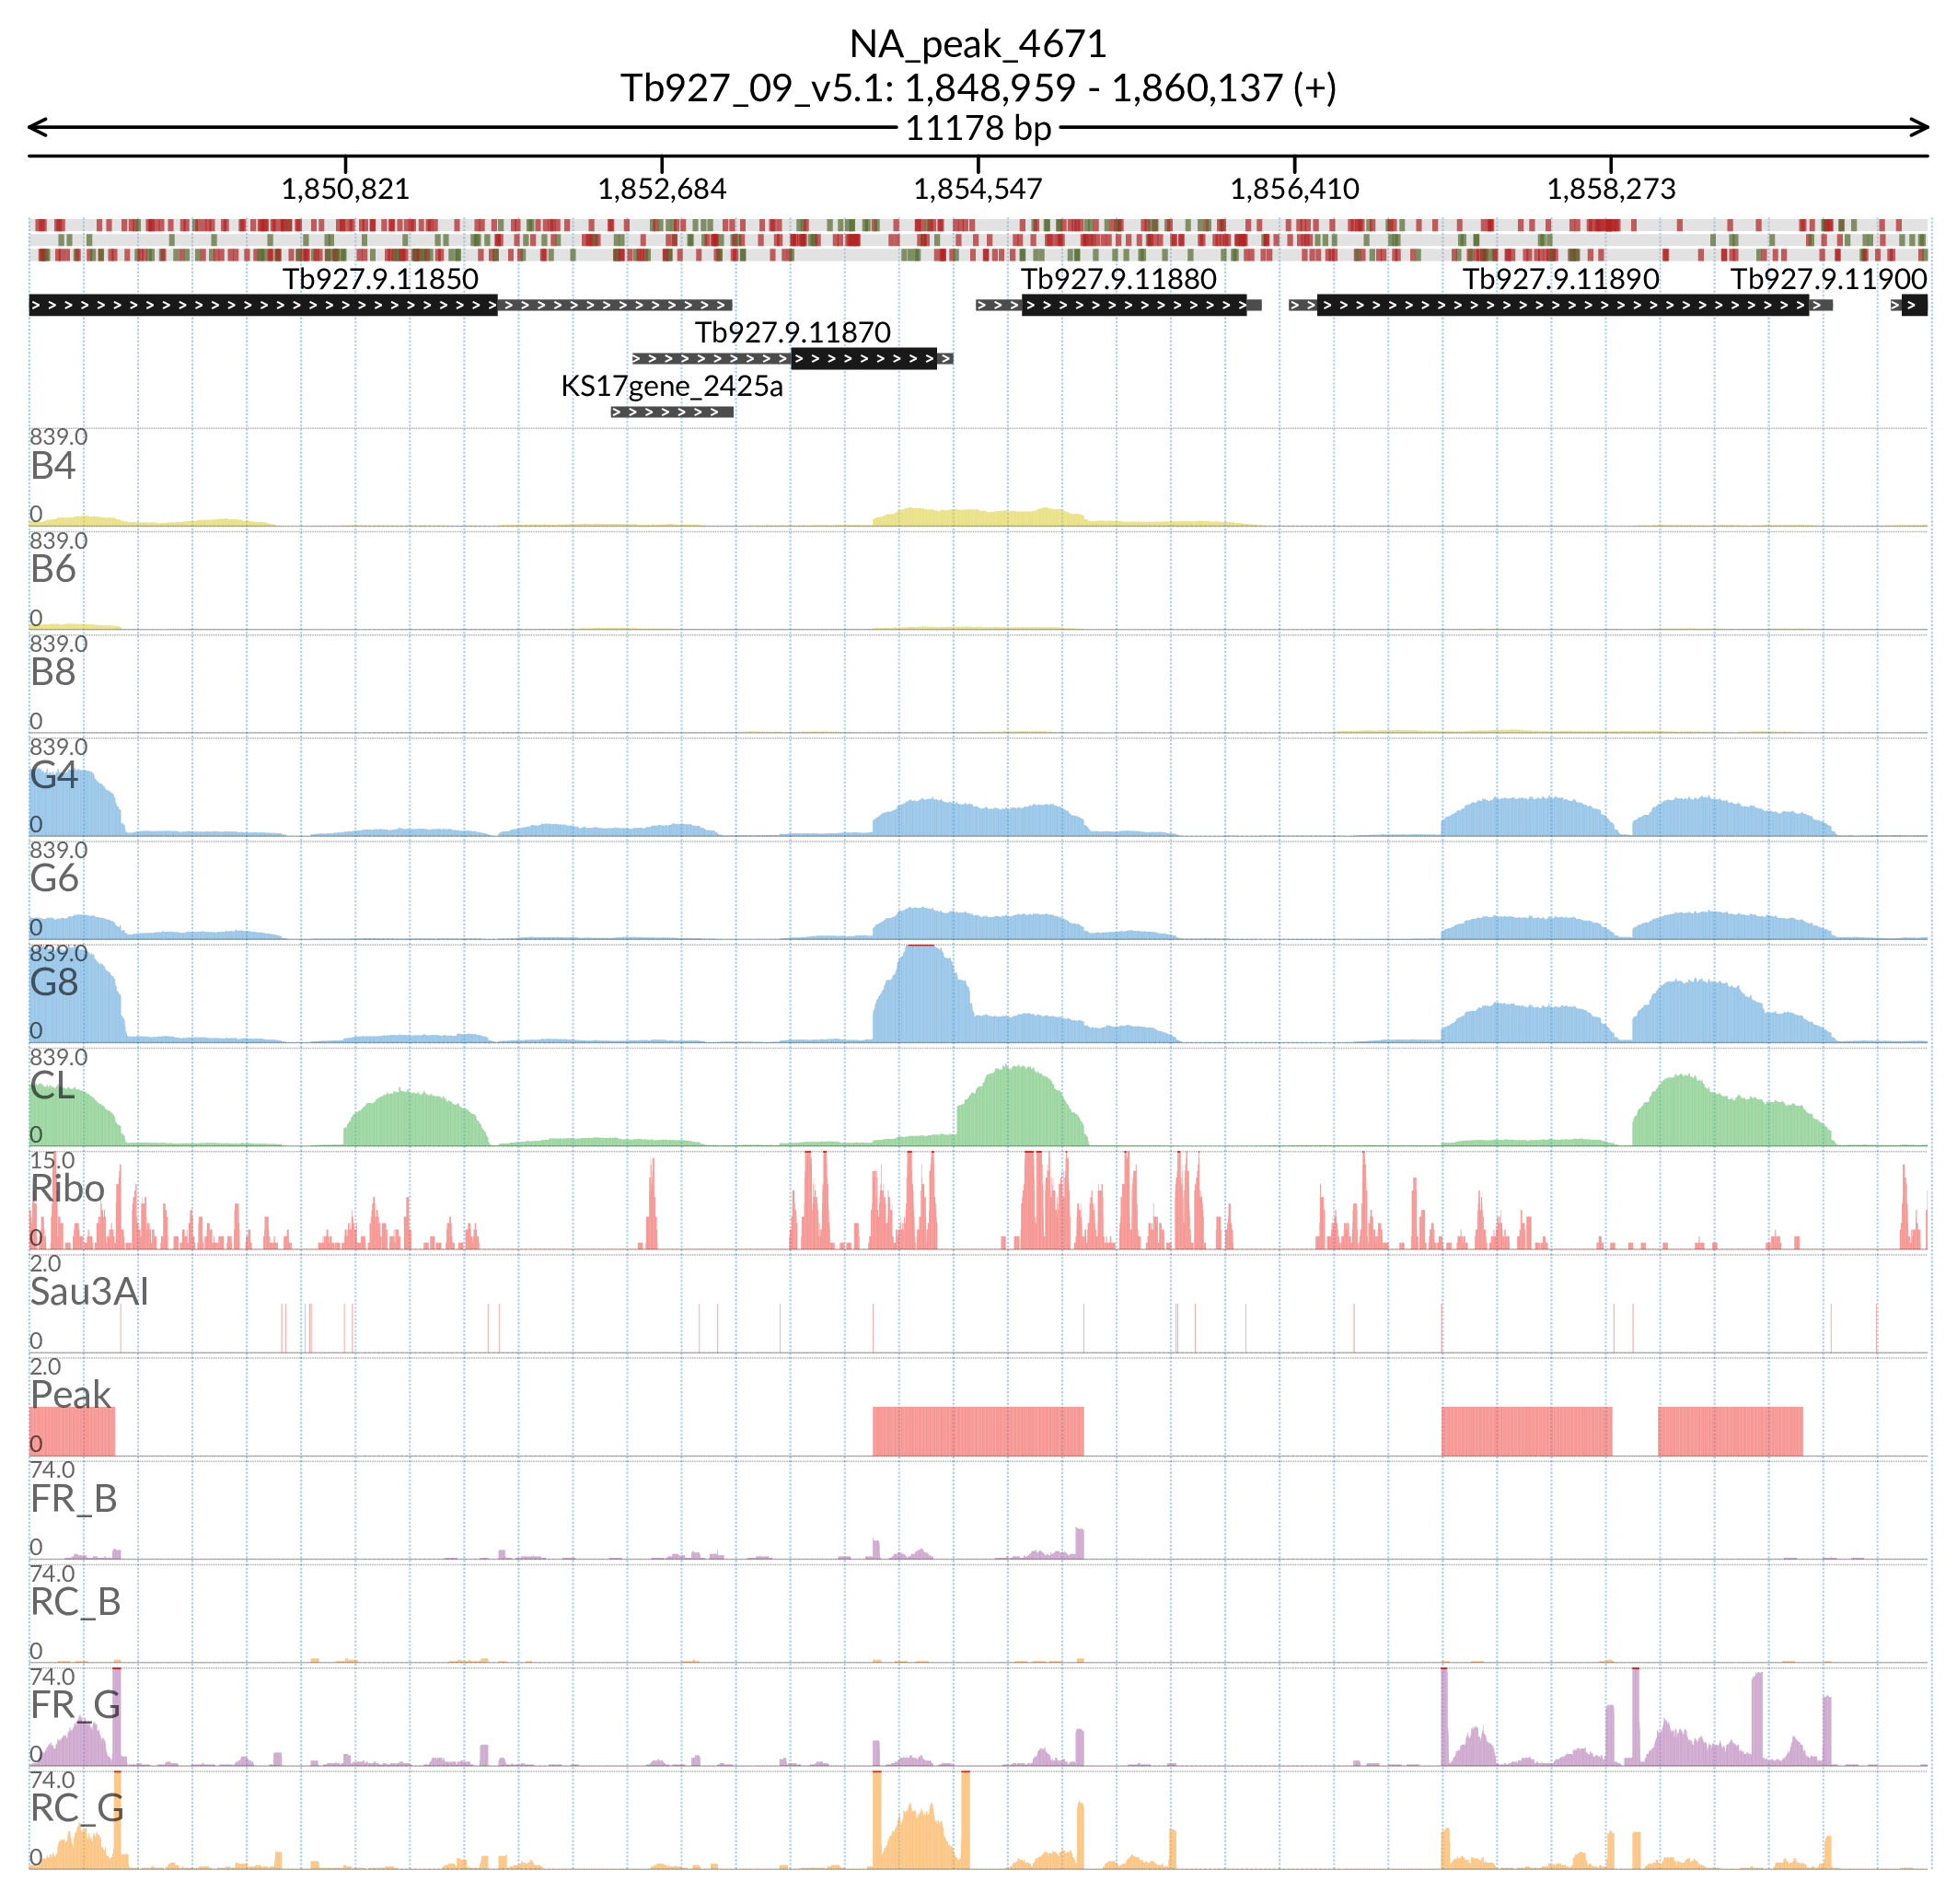 NA_peak_4671
Tb927_09_v5.1: 1,848,959 - 1,860,137 (+)
11178 bp
1,850,821 1,852,684 1,854,547 1,856,410 1,858,273
Tb927.9.11850 Tb927.9.11880 Tb927.9.11890 Tb927.9.11900
Tb927.9.11870
KS17gene_2425a
839.0
B4
0
839.0
B6
0
839.0
B8
0
839.0
G4
0
839.0
G6
0
839.0
G8
0
839.0
CL
0
15.0
Ribo
0
2.0
Sau3AI
0
2.0
Peak
0
74.0
FR_B
0
74.0
RC_B
0
74.0
FR_G
0
74.0
RC_G
0